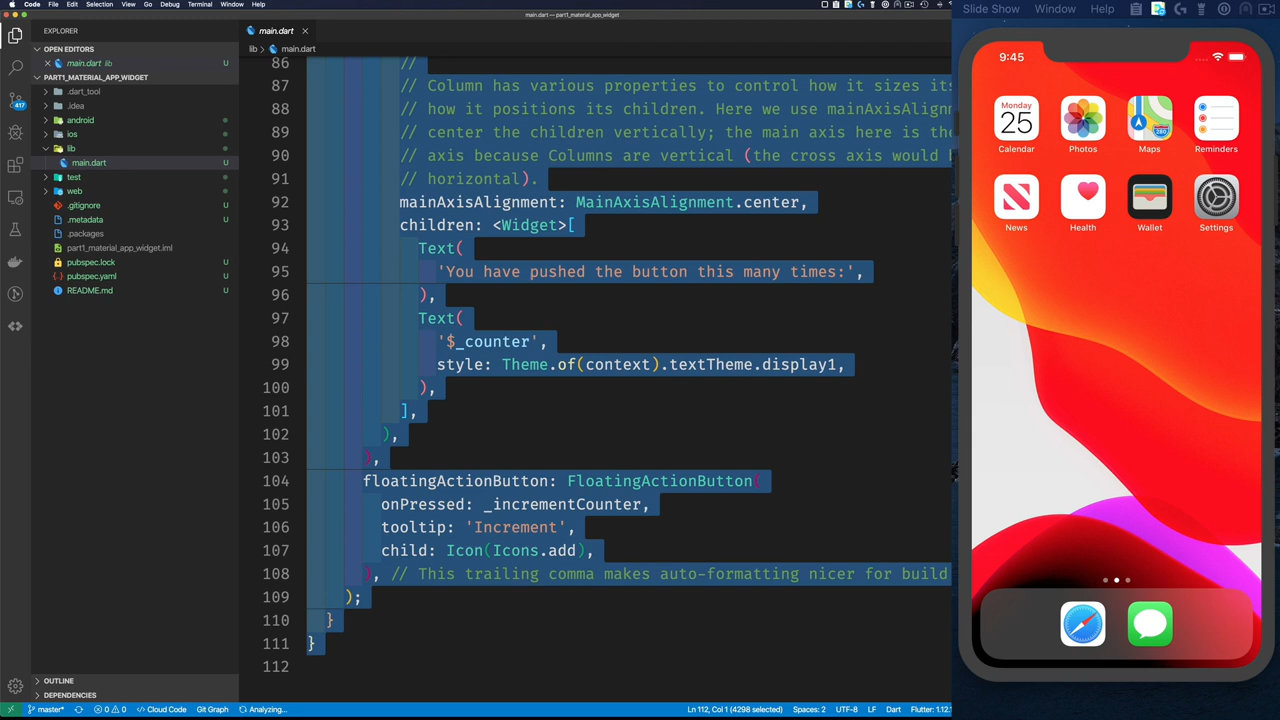 Code File Edit Selection View Go Debug Terminal Window Help
Slide Show Window Help
main.dart — part1_material_app_widget
EXPLORER
OPEN EDITORS
main.dart lib U
PART1_MATERIAL_APP_WIDGET
.dart_tool
.idea
android
ios
lib
main.dart U
test
web
.gitignore U
.metadata U
.packages
part1_material_app_widget.iml
pubspec.lock U
pubspec.yaml U
README.md U
OUTLINE
DEPENDENCIES
417
main.dart
lib › main.dart
86 //
87 // Column has various properties to control how it sizes its
88 // how it positions its children. Here we use mainAxisAlignm
89 // center the children vertically; the main axis here is the
90 // axis because Columns are vertical (the cross axis would b
91 // horizontal).
92 mainAxisAlignment: MainAxisAlignment.center,
93 children: <Widget>[
94 Text(
95 'You have pushed the button this many times:',
96 ),
97 Text(
98 '$_counter',
99 style: Theme.of(context).textTheme.display1,
100 ),
101 ],
102 ),
103 ),
104 floatingActionButton: FloatingActionButton(
105 onPressed: _incrementCounter,
106 tooltip: 'Increment',
107 child: Icon(Icons.add),
108 ), // This trailing comma makes auto-formatting nicer for build
109 );
110 }
111 }
112
master* 0 0 Cloud Code Git Graph Analyzing... Ln 112, Col 1 (4298 selected) Spaces: 2 UTF-8 LF Dart Flutter: 1.12.
9:45
Monday
25
280
Calendar Photos Maps Reminders
News Health Wallet Settings